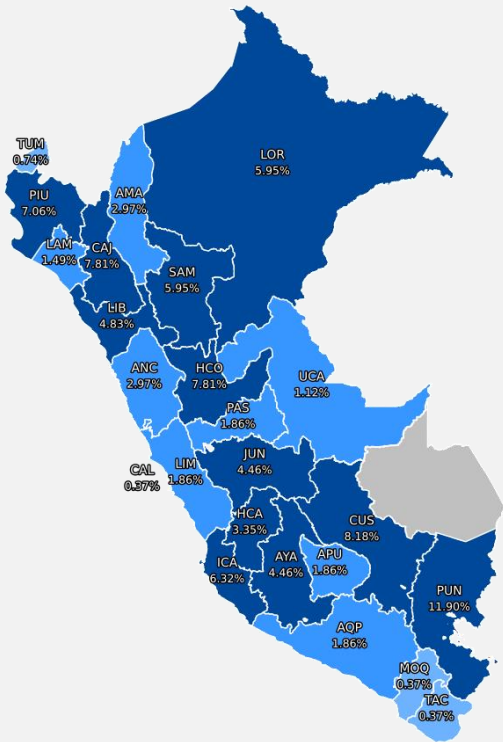 LOR
5.95%
TUM
0.74%
PIU
7.06%
AMA
2.97%
LAM
1.49%
CAJ
7.81%
SAM
5.95%
LIB
4.83%
ANC
2.97%
HCO
7.81%
UCA
1.12%
PAS
1.86%
CAL
0.37%
LIM
1.86%
JUN
4.46%
HCA
3.35%
CUS
8.18%
ICA
6.32%
AYA
4.46%
APU
1.86%
PUN
11.90%
AQP
1.86%
MOQ
0.37%
TAC
0.37%